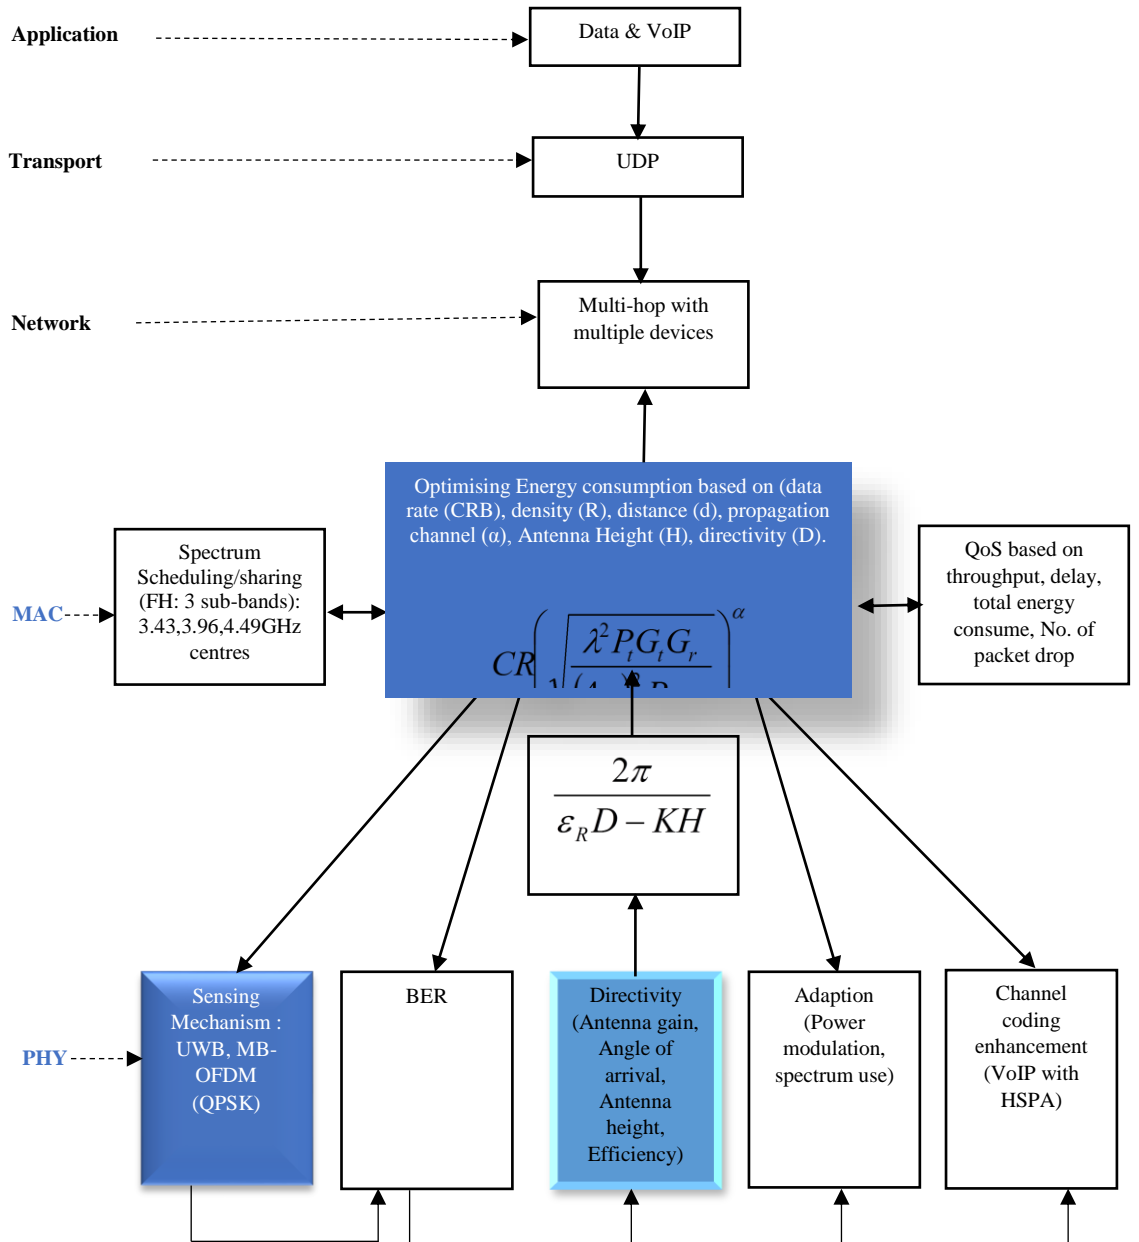 Application
Data & VoIP
Transport
UDP
Network
Multi-hop with
multiple devices
Optimising Energy consumption based on (data
rate (CRB), density (R), distance (d), propagation
channel (α), Antenna Height (H), directivity (D).
MAC
Spectrum
Scheduling/sharing
(FH: 3 sub-bands):
3.43,3.96,4.49GHz
centres
QoS based on
throughput, delay,
total energy
consume, No. of
packet drop
CR(√(λ²PₜGₜGᵣ
)^α
2π
ε_R D − KH
PHY
Sensing
Mechanism :
UWB, MB-
OFDM
(QPSK)
BER
Directivity
(Antenna gain,
Angle of
arrival,
Antenna
height,
Efficiency)
Adaption
(Power
modulation,
spectrum use)
Channel
coding
enhancement
(VoIP with
HSPA)